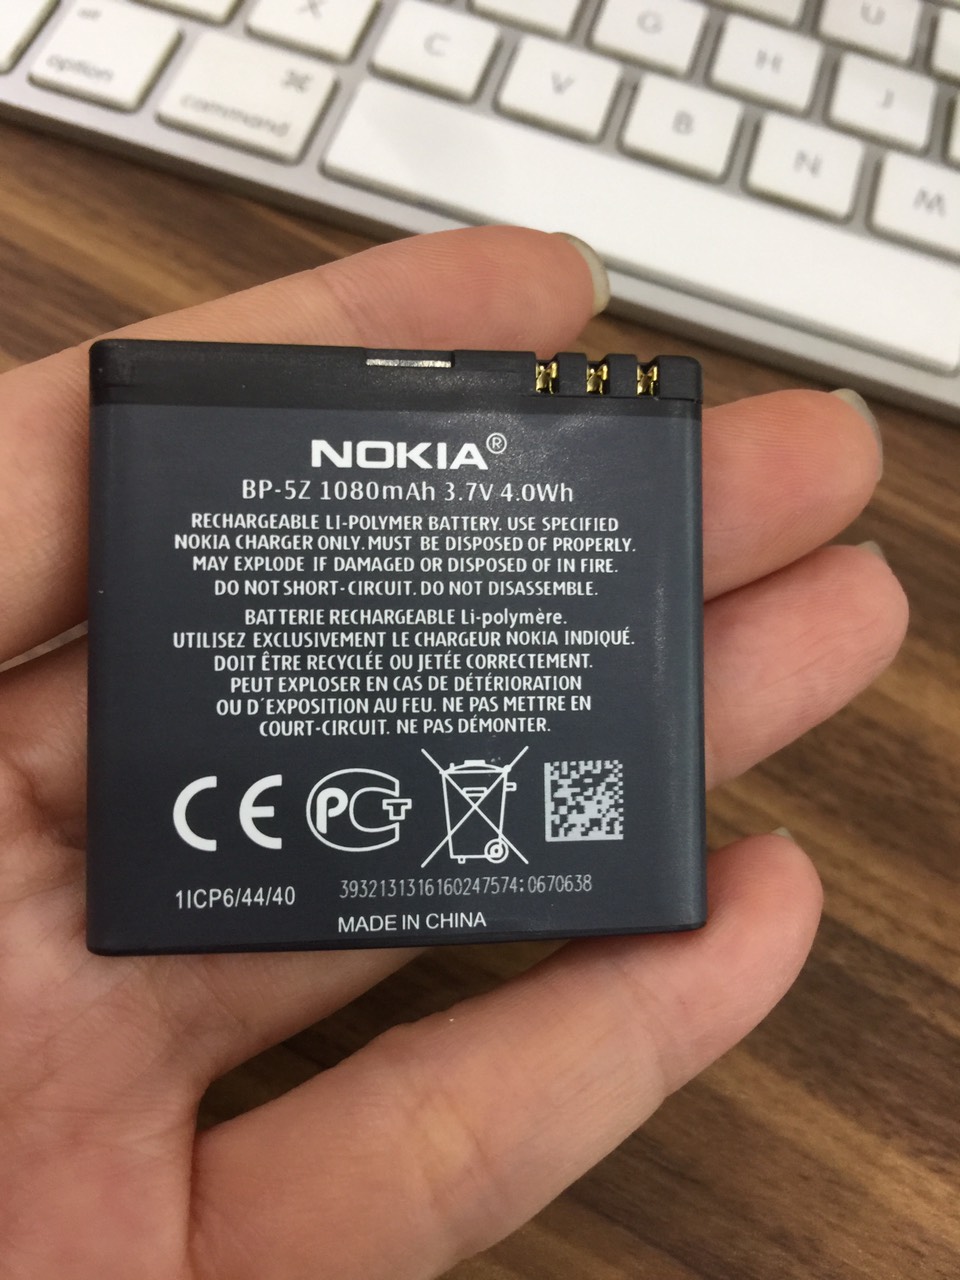 alt
option
⌘
command
X
C
V
G
B
H
N
U
J
M
NOKIA®
BP-5Z 1080mAh 3.7V 4.0Wh
RECHARGEABLE LI-POLYMER BATTERY. USE SPECIFIED
NOKIA CHARGER ONLY. MUST BE DISPOSED OF PROPERLY.
MAY EXPLODE IF DAMAGED OR DISPOSED OF IN FIRE.
DO NOT SHORT-CIRCUIT. DO NOT DISASSEMBLE.
BATTERIE RECHARGEABLE Li-polymère.
UTILISEZ EXCLUSIVEMENT LE CHARGEUR NOKIA INDIQUÉ.
DOIT ÊTRE RECYCLÉE OU JETÉE CORRECTEMENT.
PEUT EXPLOSER EN CAS DE DÉTÉRIORATION
OU D'EXPOSITION AU FEU. NE PAS METTRE EN
COURT-CIRCUIT. NE PAS DÉMONTER.
CE PCT
1ICP6/44/40
3932131316160247574:0670638
MADE IN CHINA